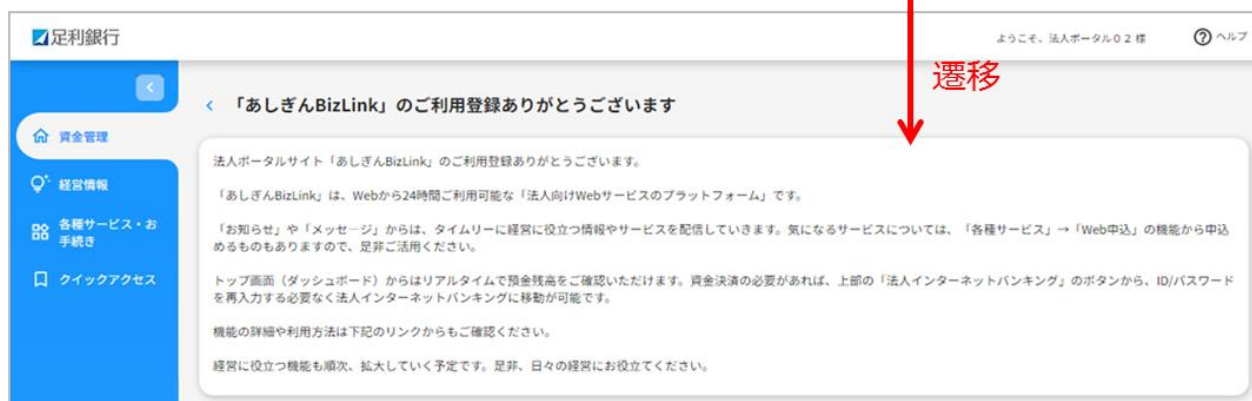 足利銀行
ようこそ、法人ポータル02様
ヘルプ
遷移
「あしぎんBizLink」のご利用登録ありがとうございます
資金管理
経営情報
各種サービス・お
手続き
クイックアクセス
法人ポータルサイト「あしぎんBizLink」のご利用登録ありがとうございます。
「あしぎんBizLink」は、Webから24時間ご利用可能な「法人向けWebサービスのプラットフォーム」です。
「お知らせ」や「メッセージ」からは、タイムリーに経営に役立つ情報やサービスを配信していきます。気になるサービスについては、「各種サービス」→「Web申込」の機能から申込
めるものもありますので、足非ご活用ください。
トップ画面（ダッシュボード）からはリアルタイムで預金残高をご確認いただけます。資金決済の必要があれば、上部の「法人インターネットバンキング」のボタンから、ID/パスワード
を再入力する必要なく法人インターネットバンキングに移動が可能です。
機能の詳細や利用方法は下記のリンクからもご確認ください。
経営に役立つ機能も順次、拡大していく予定です。足非、日々の経営にお役立てください。